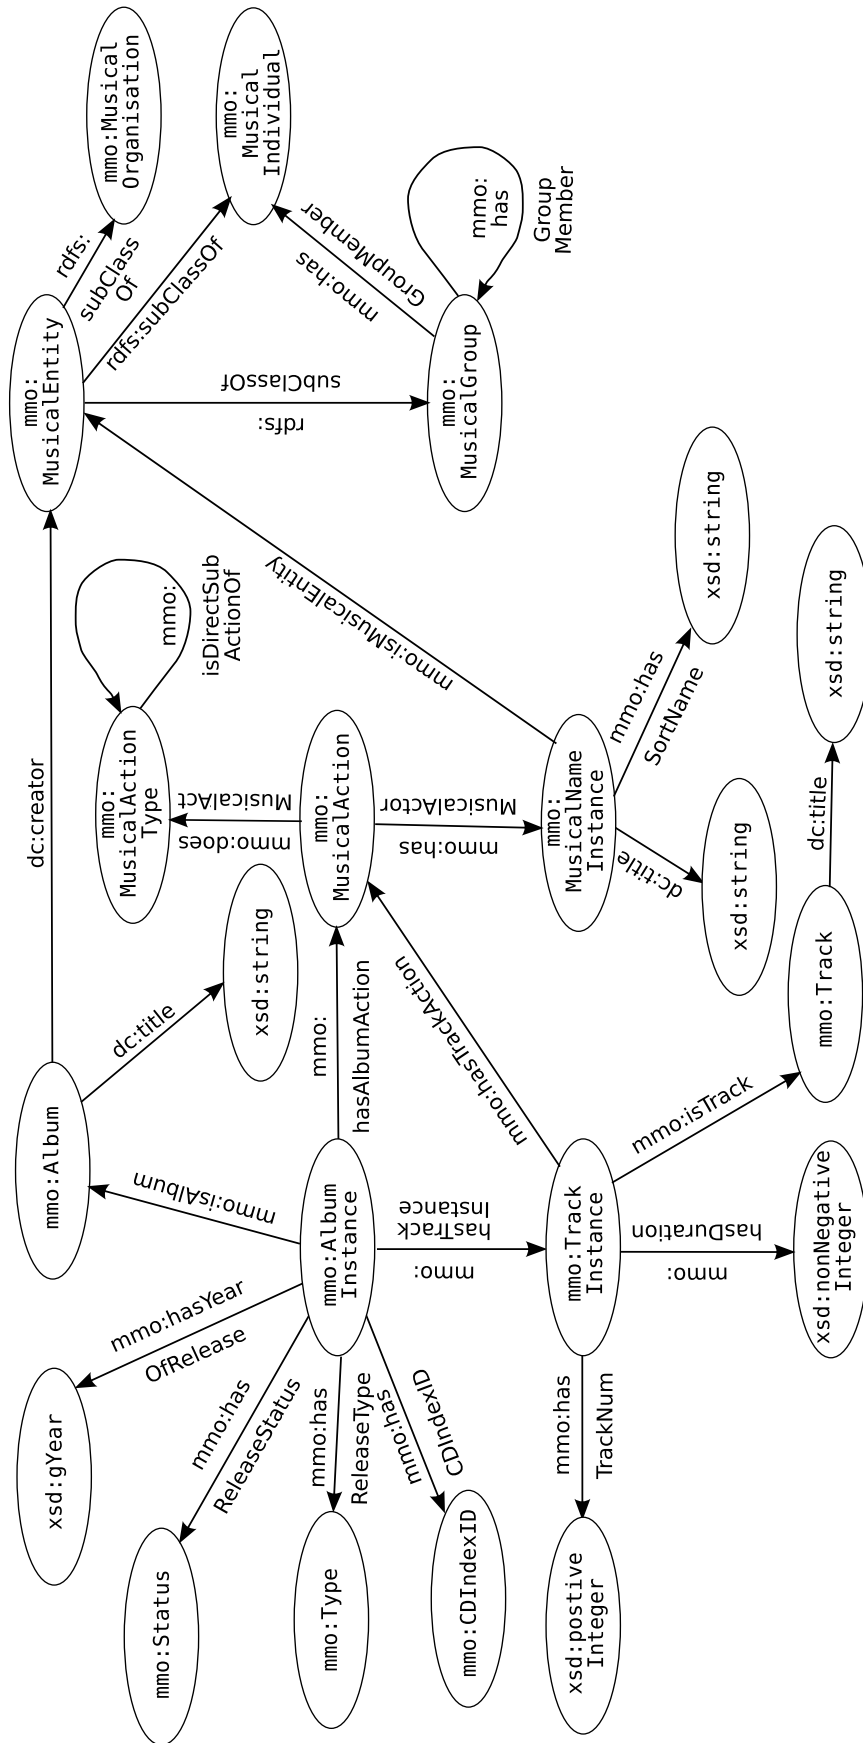 mmo:Musical
Organisation
mmo:
Musical
Individual
rdfs:
subClass
Of
rdfs:subClassOf
mmo:has
GroupMember
mmo:
has
Group
Member
mmo:
MusicalEntity
rdfs:
subClassOf
mmo:
MusicalGroup
dc:creator
mmo:isMusicalEntity
mmo:
isDirectSub
ActionOf
xsd:string
xsd:string
mmo:
MusicalAction
Type
mmo:does
MusicalAct
mmo:
MusicalAction
mmo:has
MusicalActor
mmo:
MusicalName
Instance
mmo:has
SortName
dc:title
dc:title
xsd:string
xsd:string
mmo:Track
dc:title
mmo:
hasAlbumAction
mmo:hasTrackAction
mmo:isTrack
mmo:Album
mmo:isAlbum
mmo:Album
Instance
mmo:
hasTrack
Instance
mmo:Track
Instance
mmo:
hasDuration
xsd:nonNegative
Integer
mmo:hasYear
OfRelease
mmo:has
ReleaseStatus
mmo:has
ReleaseType
mmo:has
CDIndexID
mmo:has
TrackNum
xsd:gYear
mmo:Status
mmo:Type
mmo:CDIndexID
xsd:postive
Integer